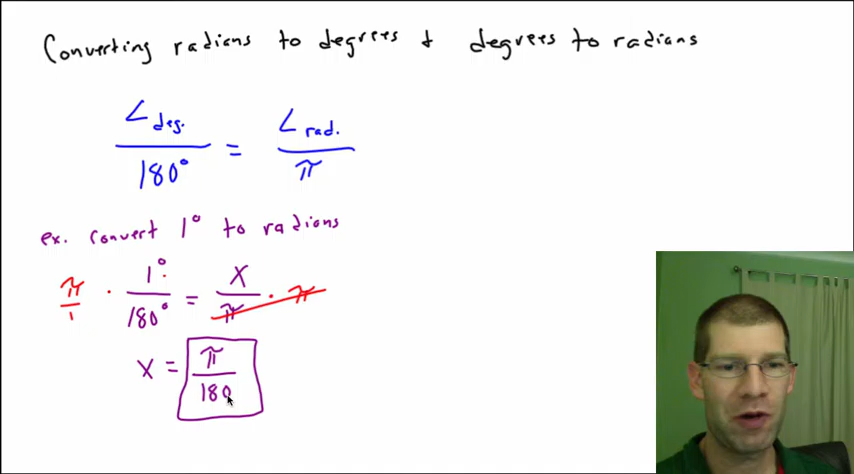 Converting radians to degrees + degrees to radians
∠deg. / 180° = ∠rad. / π
ex. convert 1° to radians
π/1 · 1°/180° = x/π · π
x = π/180